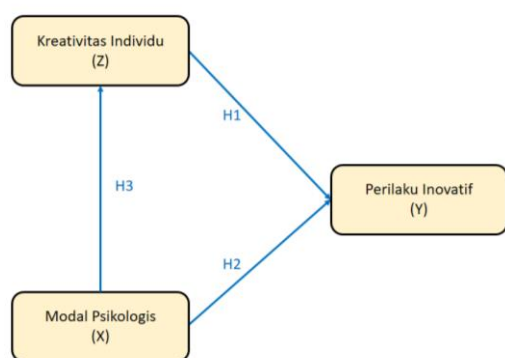 Kreativitas Individu
(Z)
H1
Perilaku Inovatif
(Y)
H3
H2
Modal Psikologis
(X)